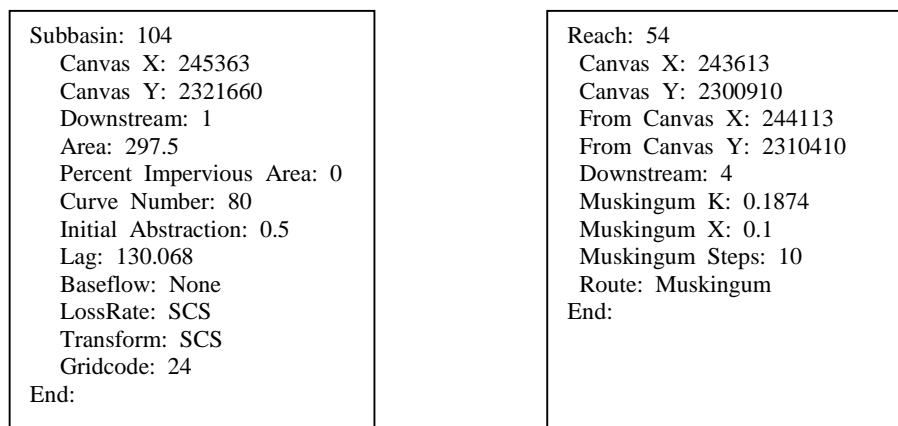 Subbasin: 104
Canvas X: 245363
Canvas Y: 2321660
Downstream: 1
Area: 297.5
Percent Impervious Area: 0
Curve Number: 80
Initial Abstraction: 0.5
Lag: 130.068
Baseflow: None
LossRate: SCS
Transform: SCS
Gridcode: 24
End:
Reach: 54
Canvas X: 243613
Canvas Y: 2300910
From Canvas X: 244113
From Canvas Y: 2310410
Downstream: 4
Muskingum K: 0.1874
Muskingum X: 0.1
Muskingum Steps: 10
Route: Muskingum
End: